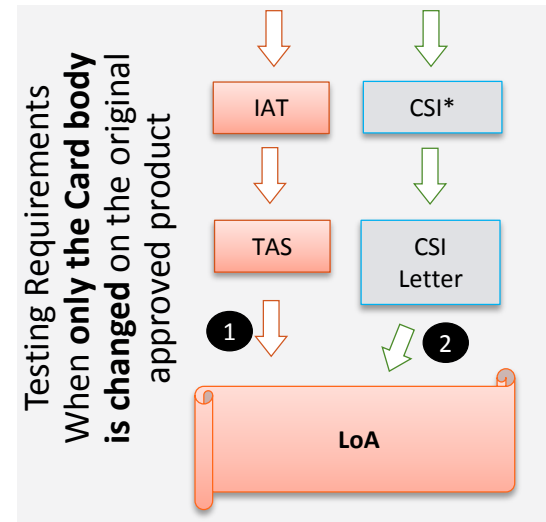 Testing Requirements
When only the Card body
is changed on the original
approved product
IAT
CSI*
TAS
CSI
Letter
1
2
LoA